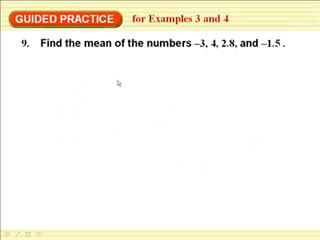 GUIDED PRACTICE for Examples 3 and 4
9. Find the mean of the numbers –3, 4, 2.8, and –1.5 .